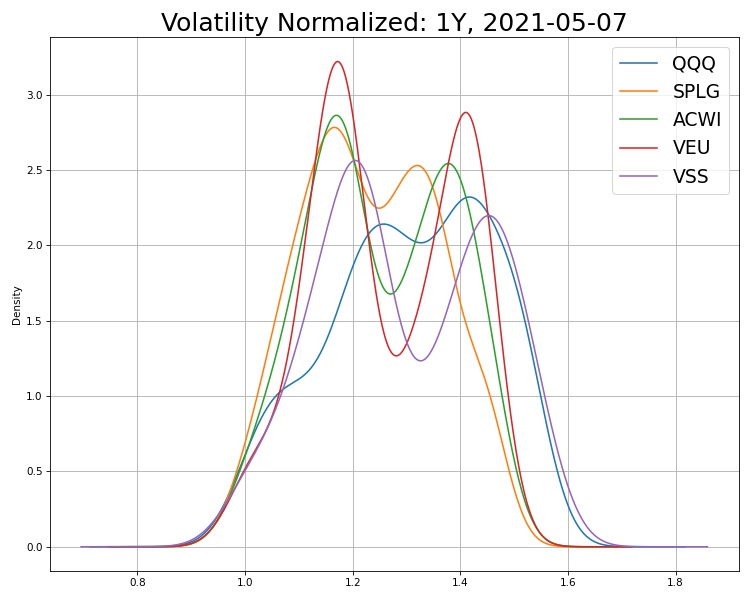 Volatility Normalized: 1Y, 2021-05-07
QQQ
SPLG
ACWI
VEU
VSS
Density
3.0
2.5
2.0
1.5
1.0
0.5
0.0
0.8 1.0 1.2 1.4 1.6 1.8